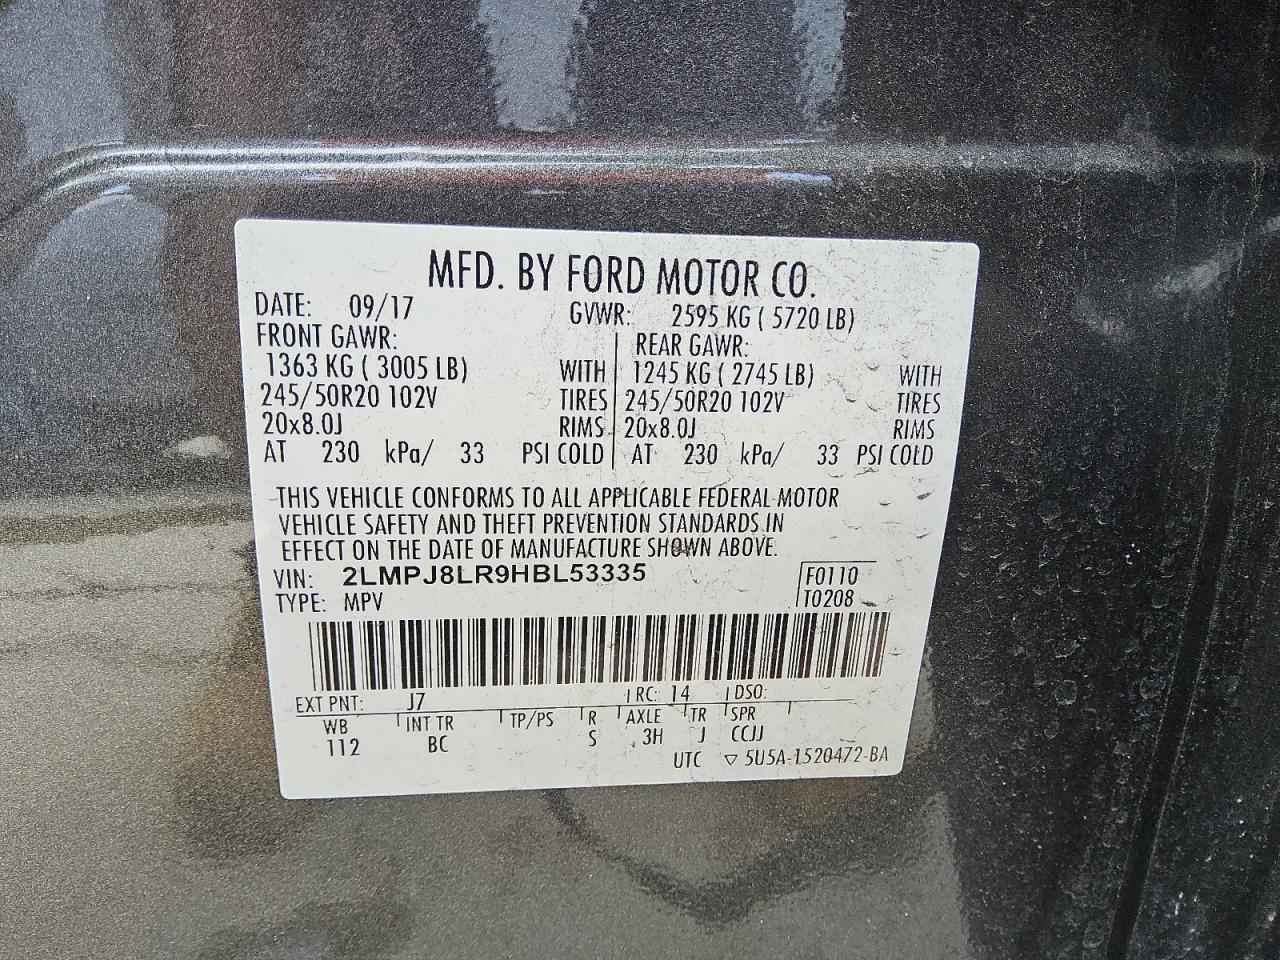 MFD. BY FORD MOTOR CO.
DATE: 09/17 GVWR: 2595 KG ( 5720 LB)
FRONT GAWR: REAR GAWR:
1363 KG ( 3005 LB) WITH 1245 KG ( 2745 LB) WITH
245/50R20 102V TIRES 245/50R20 102V TIRES
20x8.0J RIMS 20x8.0J RIMS
AT 230 kPa/ 33 PSI COLD AT 230 kPa/ 33 PSI COLD
THIS VEHICLE CONFORMS TO ALL APPLICABLE FEDERAL MOTOR
VEHICLE SAFETY AND THEFT PREVENTION STANDARDS IN
EFFECT ON THE DATE OF MANUFACTURE SHOWN ABOVE.
VIN: 2LMPJ8LR9HBL53335 F0110
TYPE: MPV T0208
EXT PNT: J7 RC: 14 DSO:
WB INT TR TP/PS R AXLE TR SPR
112 BC S 3H J CCJJ
UTC ▽ 5U5A-1520472-BA